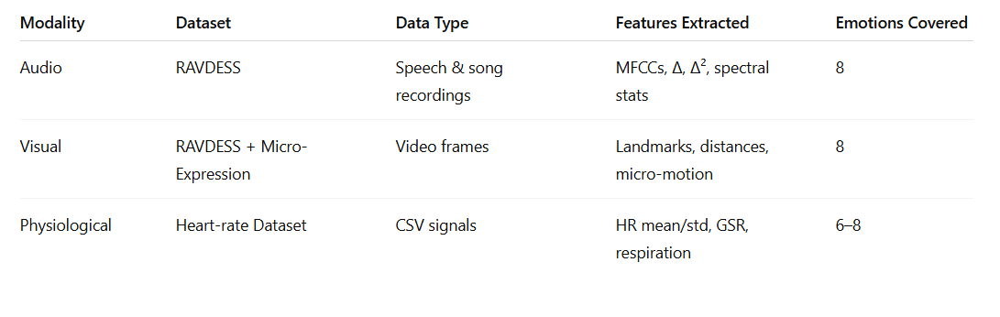 Modality Dataset Data Type Features Extracted Emotions Covered
Audio RAVDESS Speech & song MFCCs, Δ, Δ², spectral 8
recordings stats
Visual RAVDESS + Micro- Video frames Landmarks, distances, 8
Expression micro-motion
Physiological Heart-rate Dataset CSV signals HR mean/std, GSR, 6–8
respiration